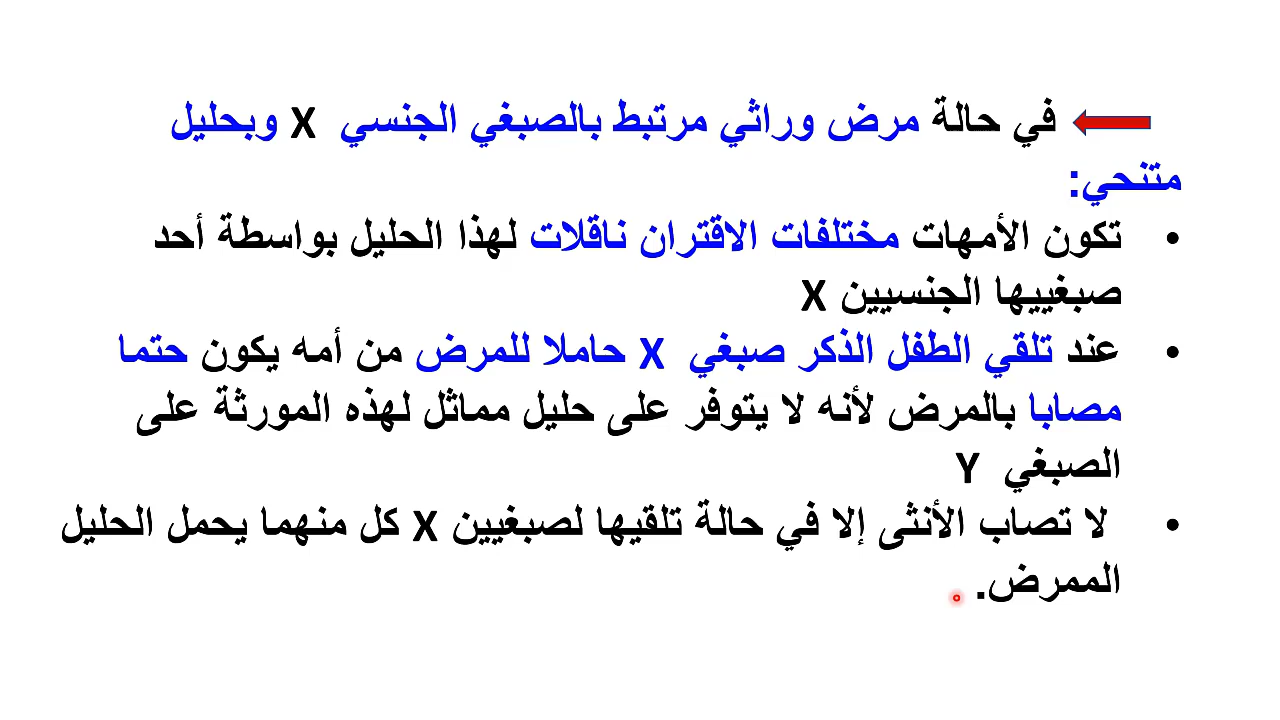 في حالة مرض وراثي مرتبط بالصبغي الجنسي X وبحليل
متنحي:
• تكون الأمهات مختلفات الاقتران ناقلات لهذا الحليل بواسطة أحد
صبغييها الجنسيين X
• عند تلقي الطفل الذكر صبغي X حاملا للمرض من أمه يكون حتما
مصابا بالمرض لأنه لا يتوفر على حليل مماثل لهذه المورثة على
الصبغي Y
• لا تصاب الأنثى إلا في حالة تلقيها لصبغيين X كل منهما يحمل الحليل
الممرض.